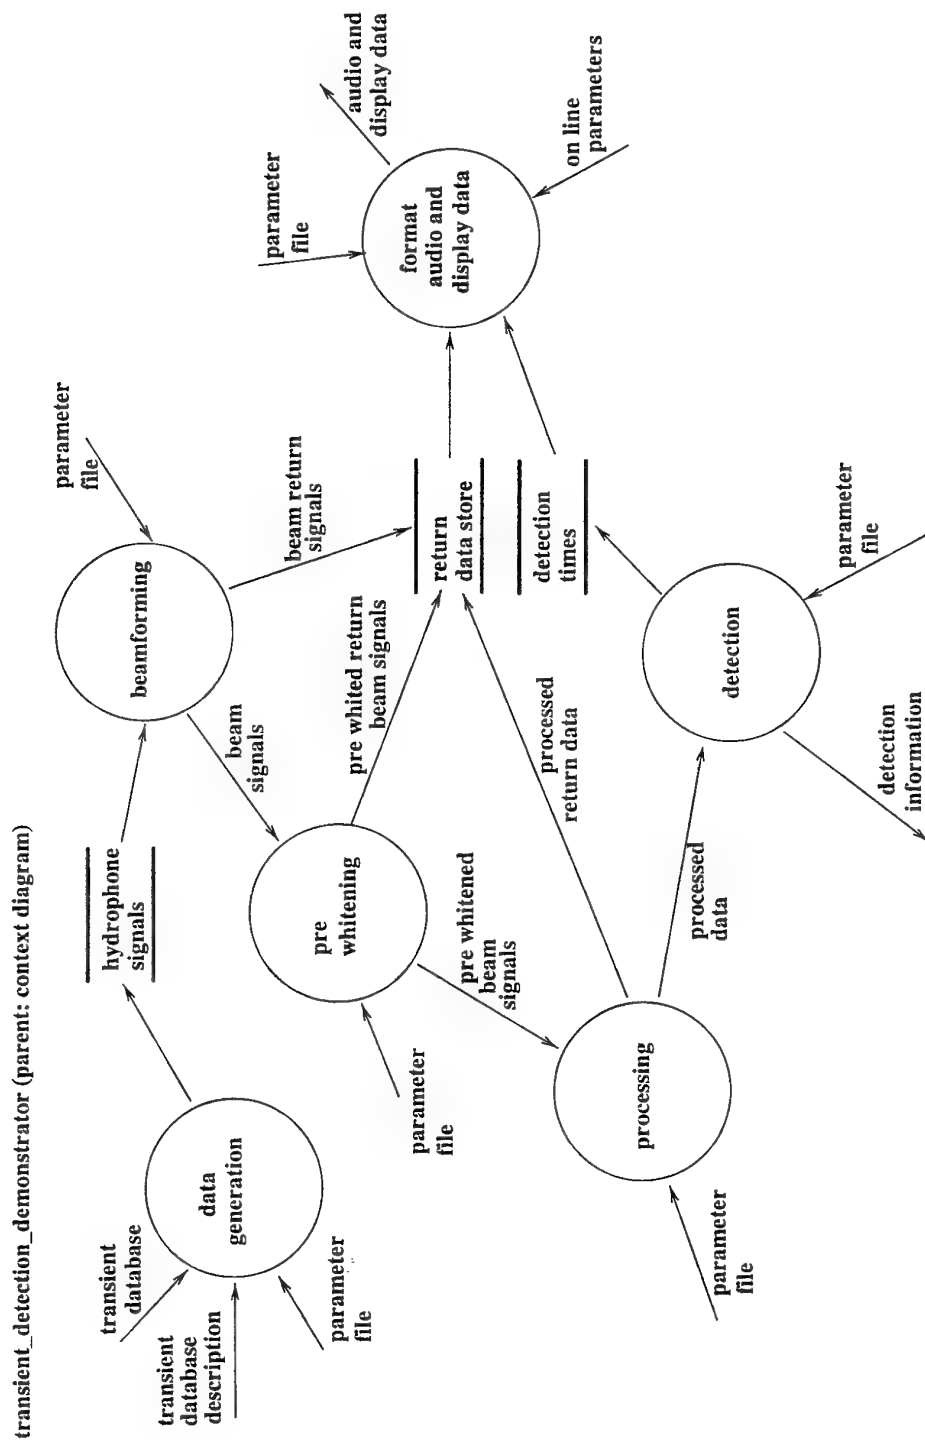 transient_detection_demonstrator (parent: context diagram)
transient
database
transient
database
description
parameter
file
data
generation
hydrophone
signals
parameter
file
beamforming
beam
signals
beam return
signals
parameter
file
pre
whitening
pre whited return
beam signals
pre whitened
beam
signals
parameter
file
processing
processed
return data
processed
data
return
data store
detection
times
parameter
file
detection
detection
information
parameter
file
format
audio and
display data
audio and
display data
on line
parameters